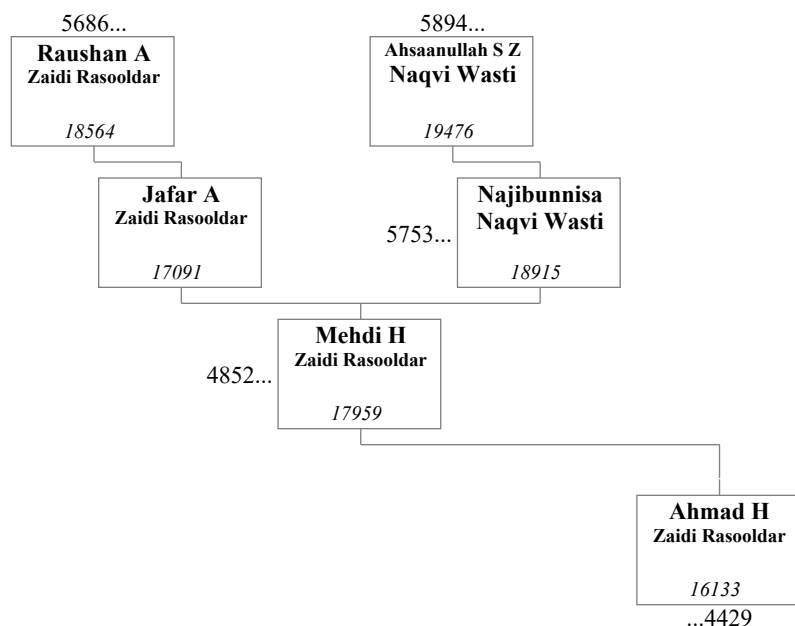 5686...
Raushan A
Zaidi Rasooldar
18564
5894...
Ahsaanullah S Z
Naqvi Wasti
19476
Jafar A
Zaidi Rasooldar
17091
5753...
Najibunnisa
Naqvi Wasti
18915
4852...
Mehdi H
Zaidi Rasooldar
17959
Ahmad H
Zaidi Rasooldar
16133
...4429